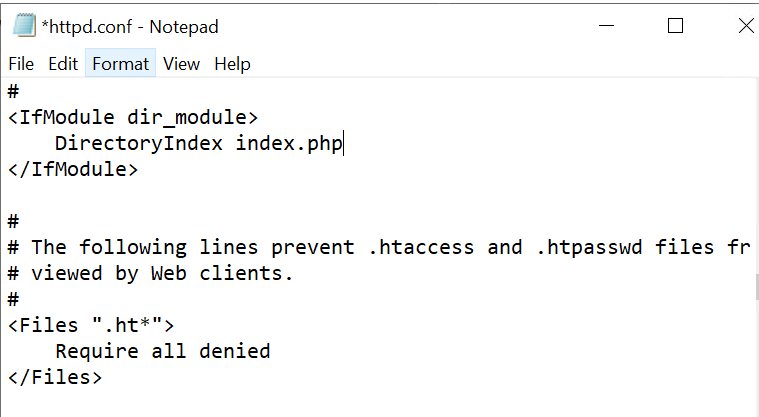 *httpd.conf - Notepad
File Edit Format View Help
#
<IfModule dir_module>
    DirectoryIndex index.php
</IfModule>
#
# The following lines prevent .htaccess and .htpasswd files fr
# viewed by Web clients.
#
<Files ".ht*">
    Require all denied
</Files>